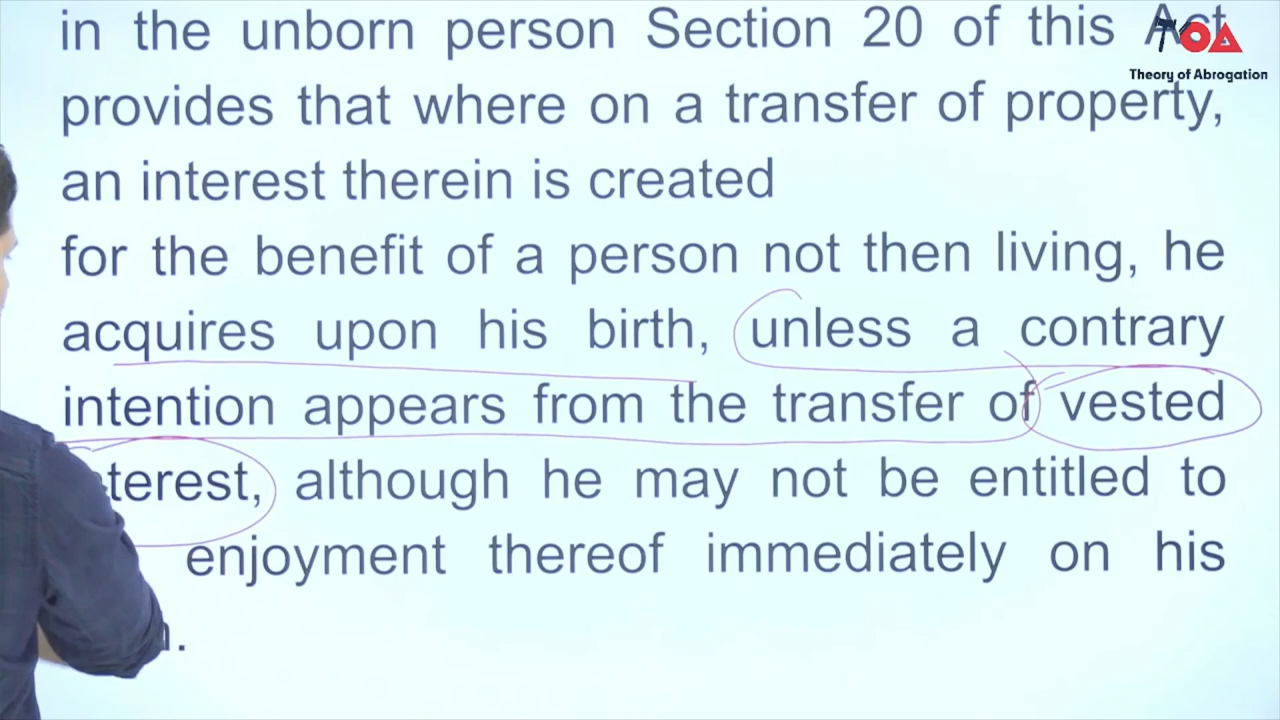 in the unborn person Section 20 of this Act
TOA
Theory of Abrogation
provides that where on a transfer of property,
an interest therein is created
for the benefit of a person not then living, he
acquires upon his birth, unless a contrary
intention appears from the transfer of vested
terest, although he may not be entitled to
enjoyment thereof immediately on his